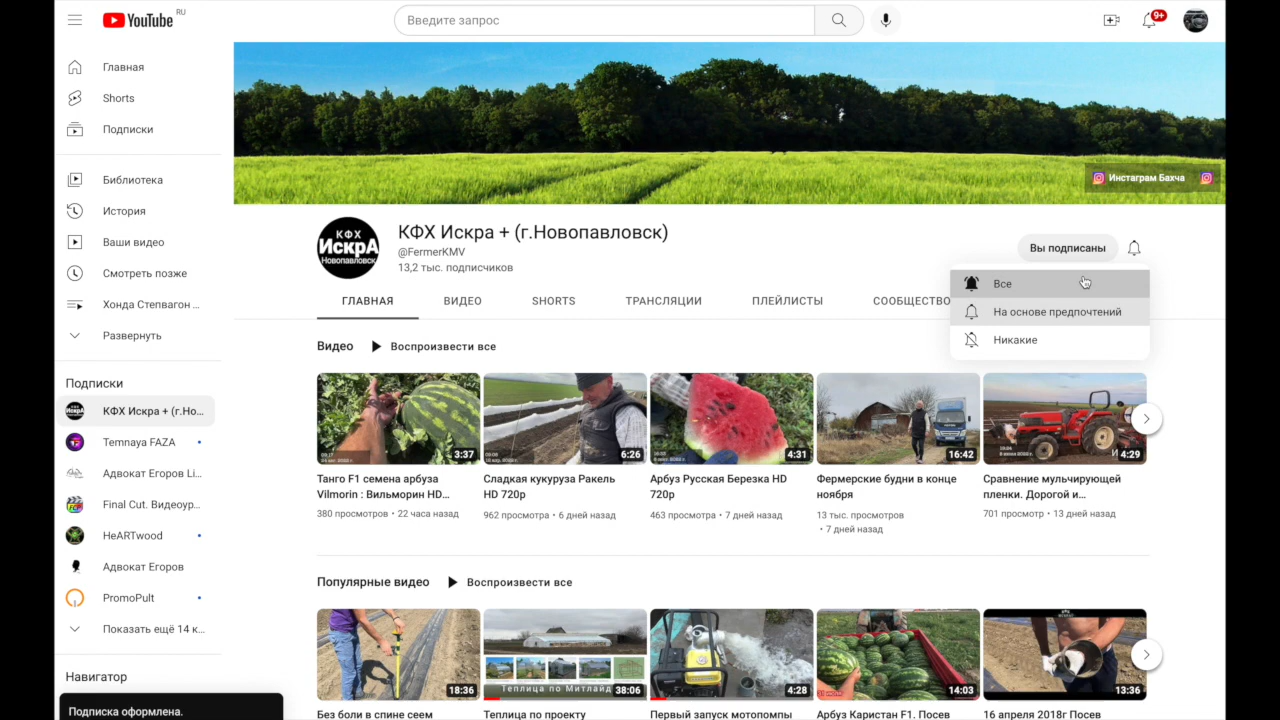 YouTube RU
Введите запрос
9+
Главная
Shorts
Подписки
Библиотека
История
Ваши видео
Смотреть позже
Хонда Степвагон ...
Развернуть
Подписки
КФХ Искра + (г.Но...
Temnaya FAZA
Адвокат Егоров Li...
Final Cut. Видеоур...
HeARTwood
Адвокат Егоров
PromoPult
Показать ещё 14 к...
Навигатор
Подписка оформлена.
Инстаграм Бахча
КФХ
ИскрА
Новопавловск
КФХ Искра + (г.Новопавловск)
@FermerKMV
13,2 тыс. подписчиков
Вы подписаны
Все
На основе предпочтений
Никакие
ГЛАВНАЯ
ВИДЕО
SHORTS
ТРАНСЛЯЦИИ
ПЛЕЙЛИСТЫ
СООБЩЕСТВО
Видео
Воспроизвести все
3:37
6:26
4:31
16:42
4:29
Танго F1 семена арбуза
Vilmorin : Вильморин HD...
380 просмотров • 22 часа назад
Сладкая кукуруза Ракель
HD 720p
962 просмотра • 6 дней назад
Арбуз Русская Березка HD
720p
463 просмотра • 7 дней назад
Фермерские будни в конце
ноября
13 тыс. просмотров
• 7 дней назад
Сравнение мульчирующей
пленки. Дорогой и...
701 просмотр • 13 дней назад
Популярные видео
Воспроизвести все
18:36
Теплица по Митлайд
38:06
4:28
14:03
13:36
Без боли в спине сеем
Теплица по проекту
Первый запуск мотопомпы
Арбуз Каристан F1. Посев
16 апреля 2018г Посев